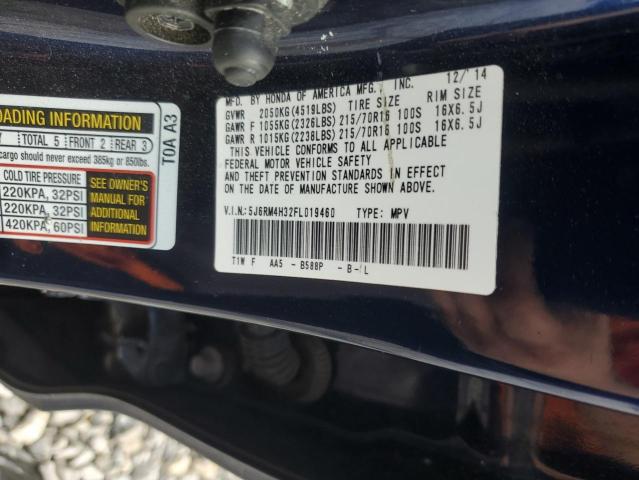 OADING INFORMATION
TOTAL 5 FRONT 2 REAR 3
cargo should never exceed 385kg or 850lbs.
COLD TIRE PRESSURE
220KPA, 32PSI
220KPA, 32PSI
420KPA, 60PSI
SEE OWNER'S
MANUAL FOR
ADDITIONAL
INFORMATION
T0A A3
MFD. BY HONDA OF AMERICA MFG., INC. 12/14
GVWR 2050KG(4519LBS) TIRE SIZE RIM SIZE
GAWR F 1055KG(2326LBS) 215/70R16 100S 16X6.5J
GAWR R 1015KG(2238LBS) 215/70R16 100S 16X6.5J
THIS VEHICLE CONFORMS TO ALL APPLICABLE
FEDERAL MOTOR VEHICLE SAFETY
AND THEFT PREVENTION STANDARDS IN EFFECT ON
THE DATE OF MANUFACTURE SHOWN ABOVE.
V.I.N.: 5J6RM4H32FL019460 TYPE: MPV
T1W F AA5 - B588P - B- L